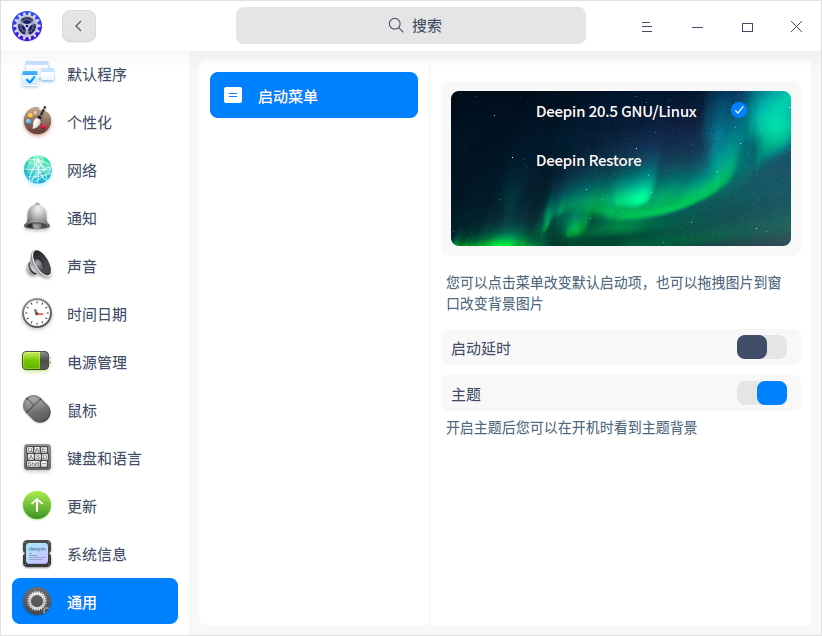 搜索
默认程序
个性化
网络
通知
声音
时间日期
电源管理
鼠标
键盘和语言
更新
系统信息
通用
启动菜单
Deepin 20.5 GNU/Linux
Deepin Restore
您可以点击菜单改变默认启动项，也可以拖拽图片到窗
口改变背景图片
启动延时
主题
开启主题后您可以在开机时看到主题背景